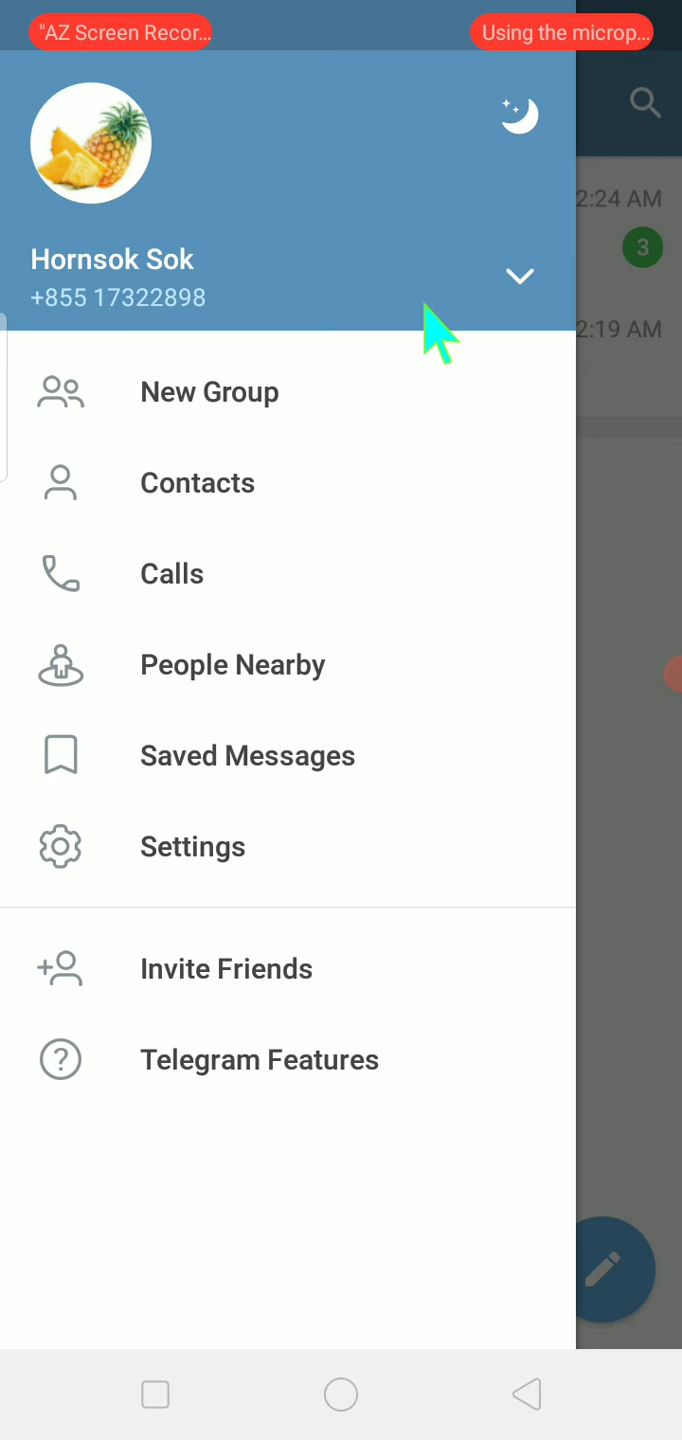 "AZ Screen Recor...
Using the microp...
2:24 AM
3
Hornsok Sok
+855 17322898
2:19 AM
New Group
Contacts
Calls
People Nearby
Saved Messages
Settings
Invite Friends
Telegram Features